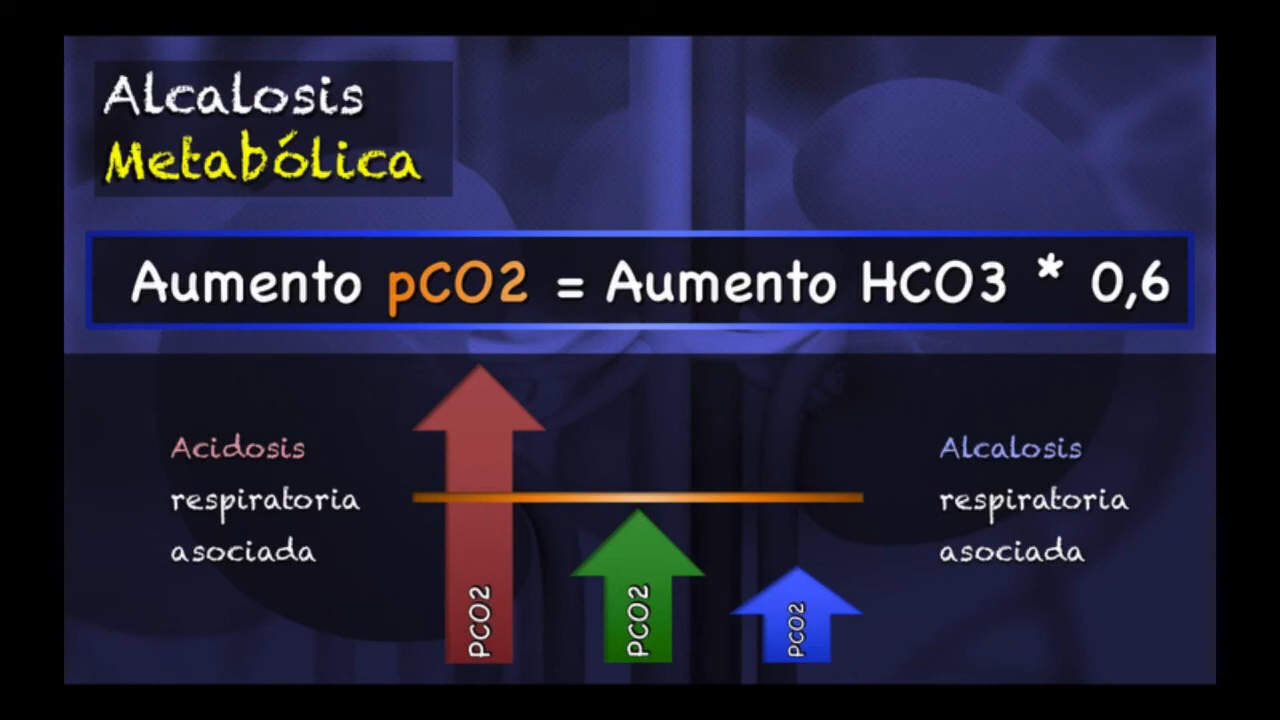 Alcalosis
Metabólica
Aumento pCO2 = Aumento HCO3 * 0,6
Acidosis
respiratoria
asociada
Alcalosis
respiratoria
asociada
PCO2
PCO2
PCO2